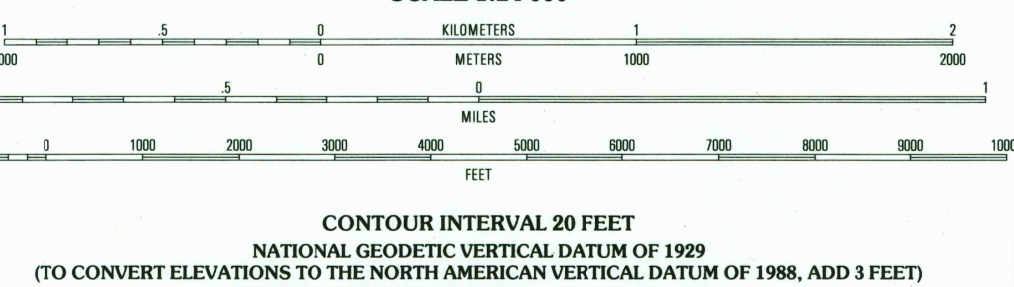 1 .5 0 KILOMETERS 1 2
000 0 METERS 1000 2000
.5 0 1
MILES
0 1000 2000 3000 4000 5000 6000 7000 8000 9000 1000
FEET
CONTOUR INTERVAL 20 FEET
NATIONAL GEODETIC VERTICAL DATUM OF 1929
(TO CONVERT ELEVATIONS TO THE NORTH AMERICAN VERTICAL DATUM OF 1988, ADD 3 FEET)